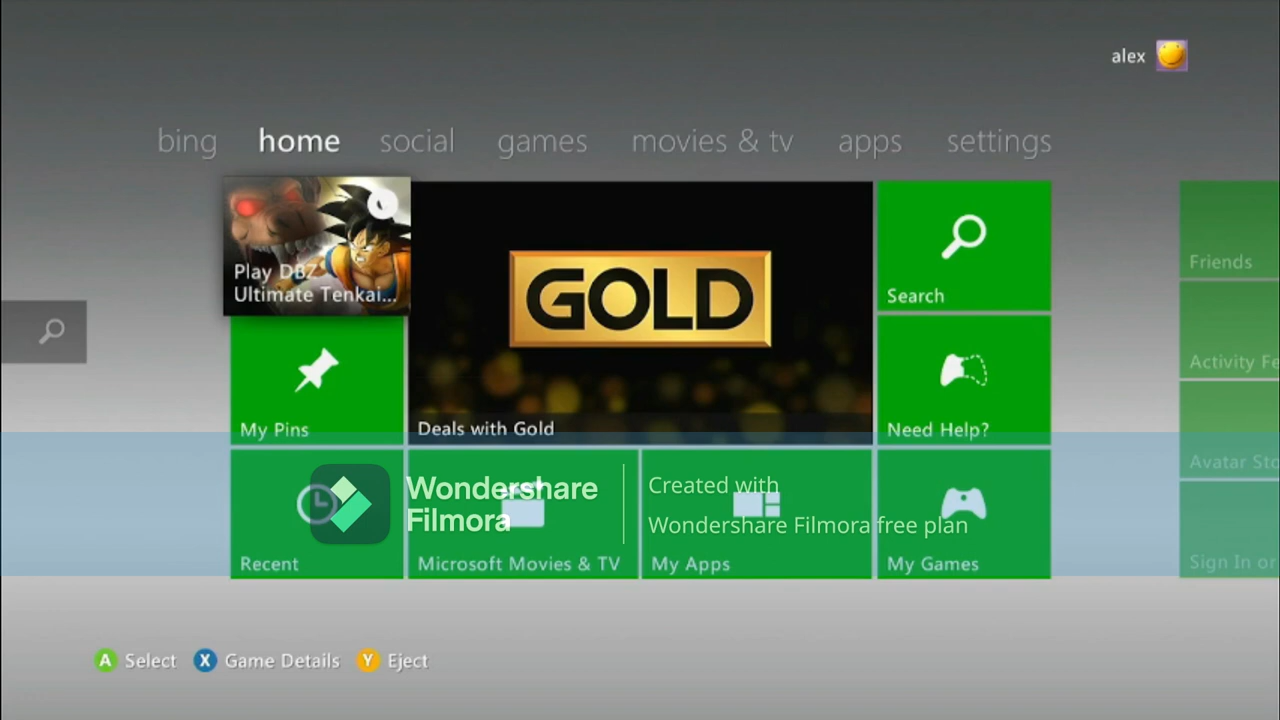 alex
bing home social games movies & tv apps settings
Play DBZ
Ultimate Tenkai...
GOLD
Deals with Gold
Search
Need Help?
My Pins
Friends
Activity Fe
Avatar Sto
Sign In or
Wondershare
Filmora
Created with
Wondershare Filmora free plan
Recent
Microsoft Movies & TV
My Apps
My Games
A Select X Game Details Y Eject